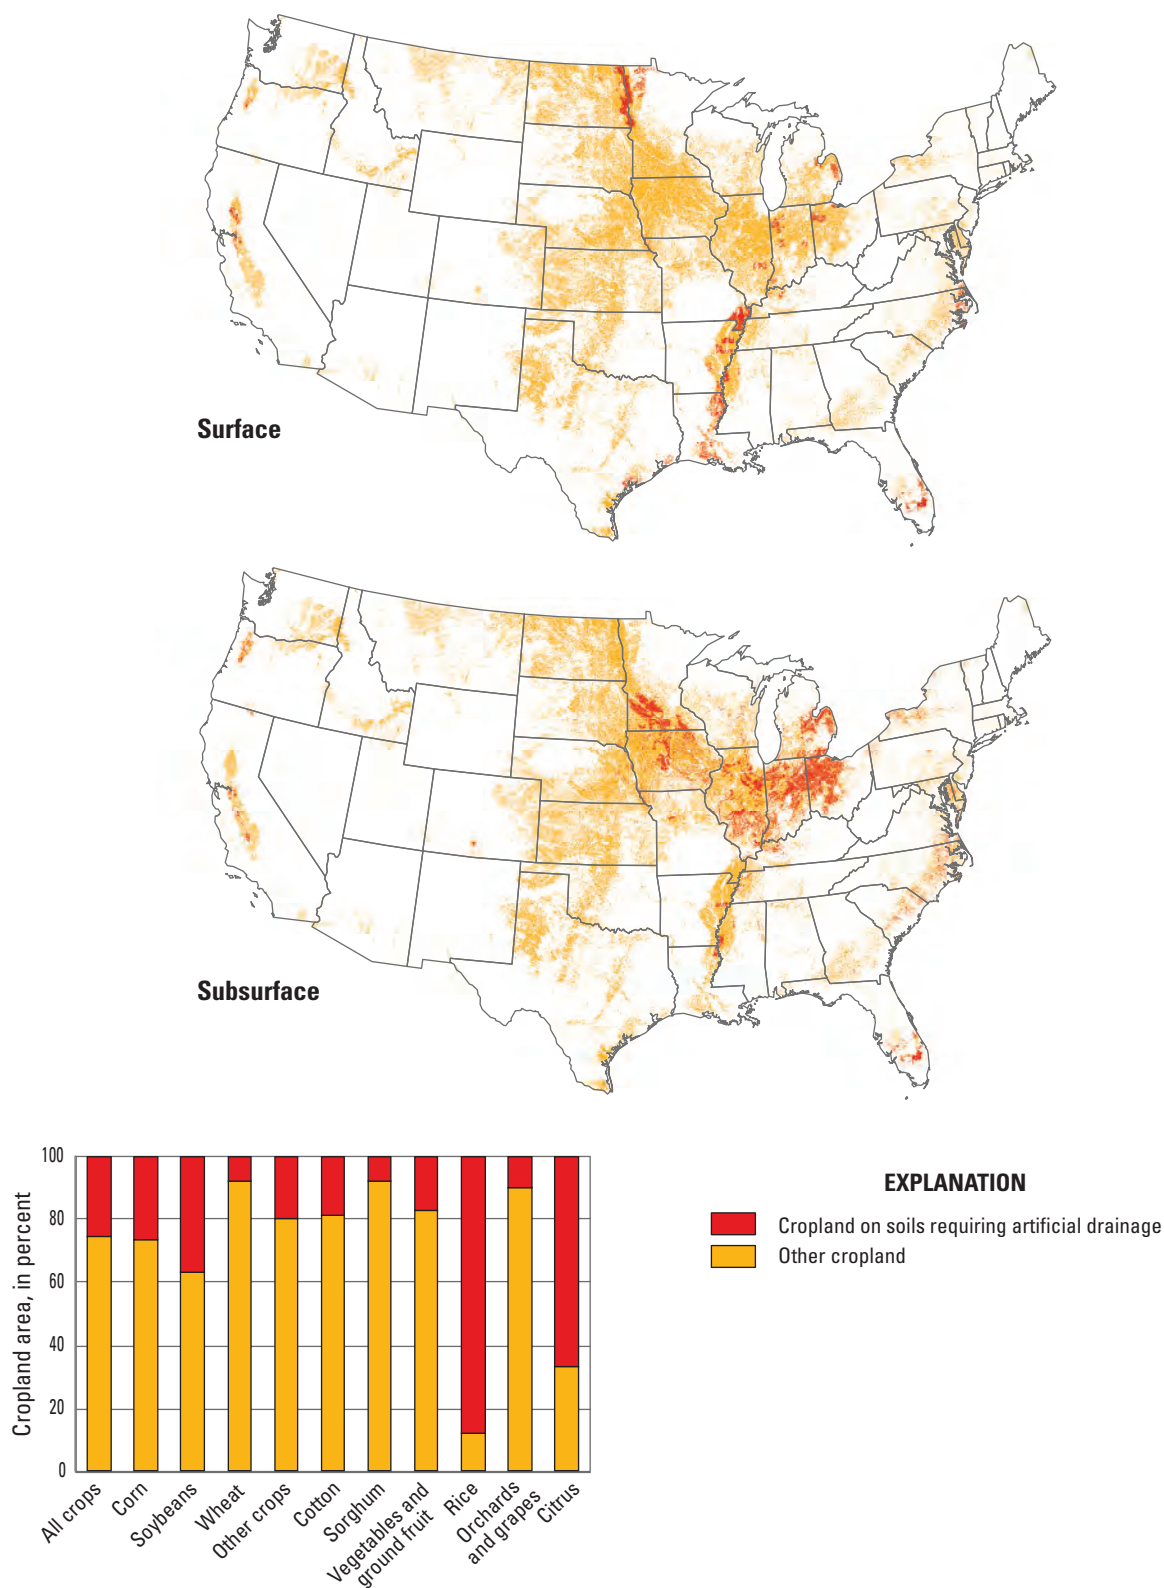 Surface
Subsurface
Cropland area, in percent
100
80
60
40
20
0
All crops
Corn
Soybeans
Wheat
Other crops
Cotton
Sorghum
Vegetables and
ground fruit
Rice
Orchards
and grapes
Citrus
EXPLANATION
Cropland on soils requiring artificial drainage
Other cropland